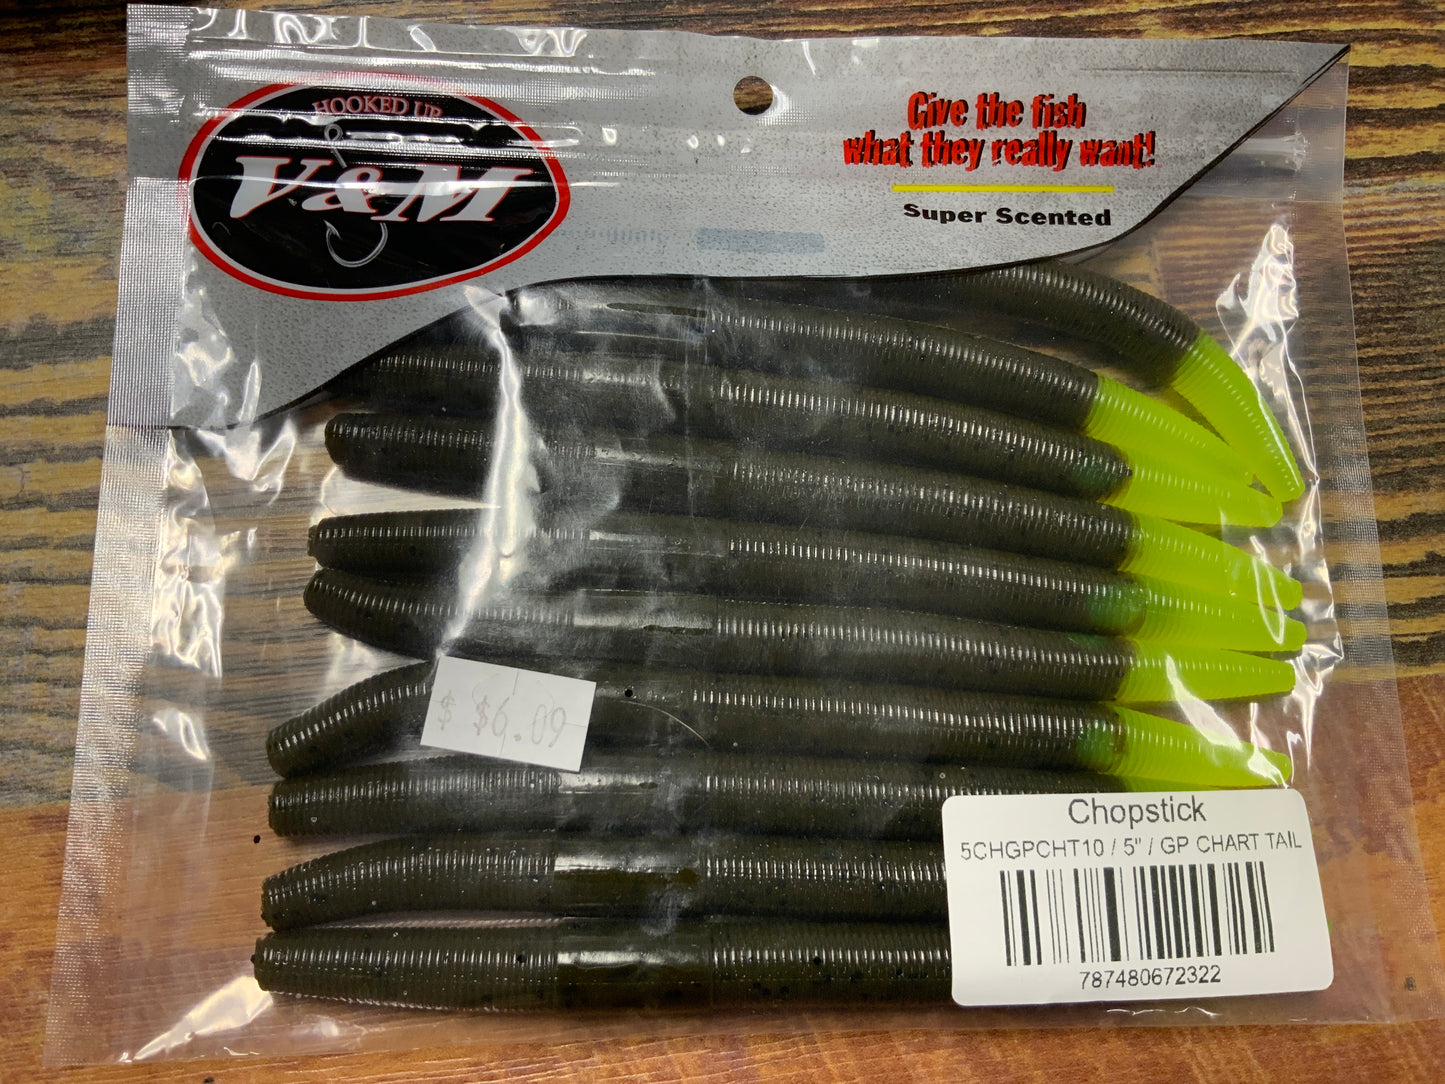 HOOKED UP
V&M
Give the fish
what they really want!
Super Scented
$ $6.09
Chopstick
5CHGPCHT10 / 5" / GP CHART TAIL
787480672322